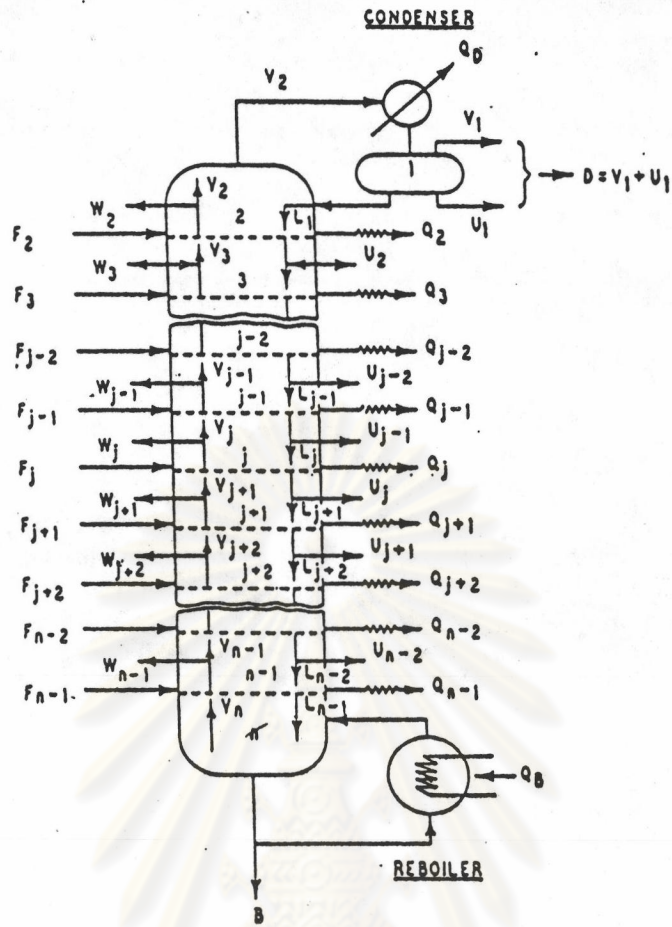 CONDENSER
Q_D
V_2
V_1
1
D = V_1 + U_1
U_1
V_2
W_2
2
L_1
F_2
Q_2
V_3
U_2
W_3
3
F_3
Q_3
j-2
F_j-2
Q_j-2
V_j-1
U_j-2
W_j-1
j-1
L_j-1
F_j-1
Q_j-1
V_j
U_j-1
W_j
j
L_j
F_j
Q_j
V_j+1
U_j
W_j+1
j+1
L_j+1
F_j+1
Q_j+1
V_j+2
U_j+1
W_j+2
j+2
L_j+2
F_j+2
Q_j+2
F_n-2
Q_n-2
V_n-1
U_n-2
W_n-1
n-1
L_n-2
F_n-1
Q_n-1
V_n
L_n-1
n
Q_B
REBOILER
B